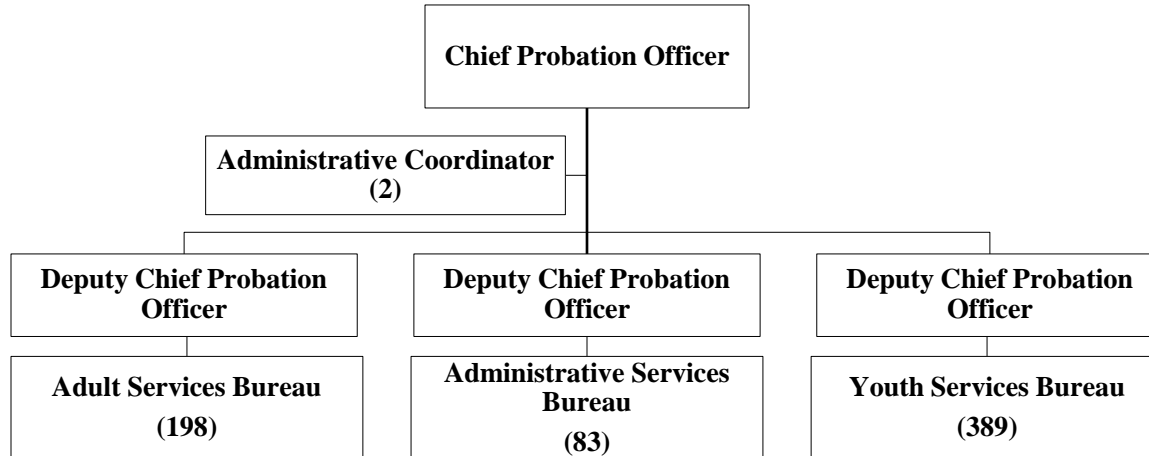 Chief Probation Officer
Administrative Coordinator
(2)
Deputy Chief Probation
Officer
Deputy Chief Probation
Officer
Deputy Chief Probation
Officer
Adult Services Bureau
(198)
Administrative Services
Bureau
(83)
Youth Services Bureau
(389)